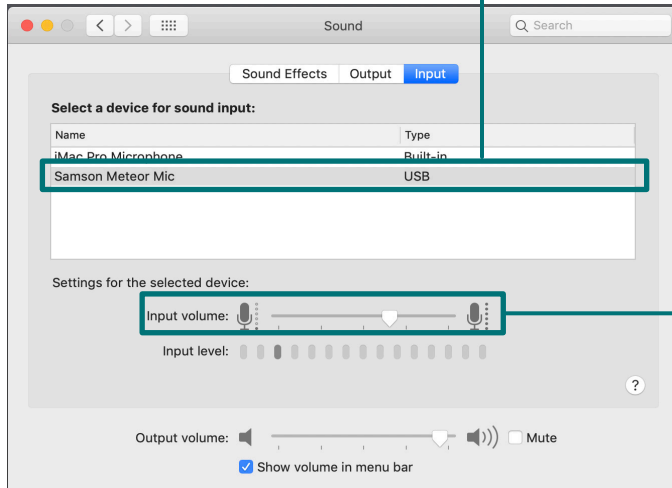 Sound
Search
Sound Effects Output Input
Select a device for sound input:
Name Type
iMac Pro Microphone Built-in
Samson Meteor Mic USB
Settings for the selected device:
Input volume:
Input level:
?
Output volume: Mute
Show volume in menu bar